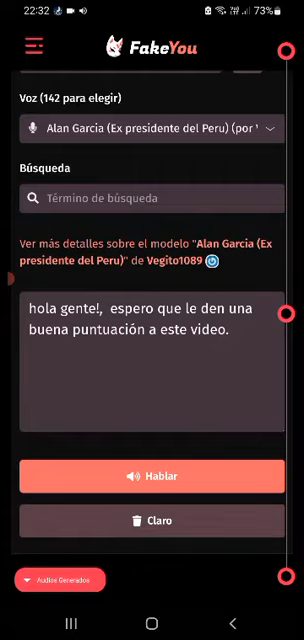 22:32
73%
FakeYou
Voz (142 para elegir)
Alan Garcia (Ex presidente del Peru) (por
Búsqueda
Término de búsqueda
Ver más detalles sobre el modelo "Alan Garcia (Ex
presidente del Peru)" de Vegito1089
hola gente!, espero que le den una
buena puntuación a este video.
Hablar
Claro
Audios Generados